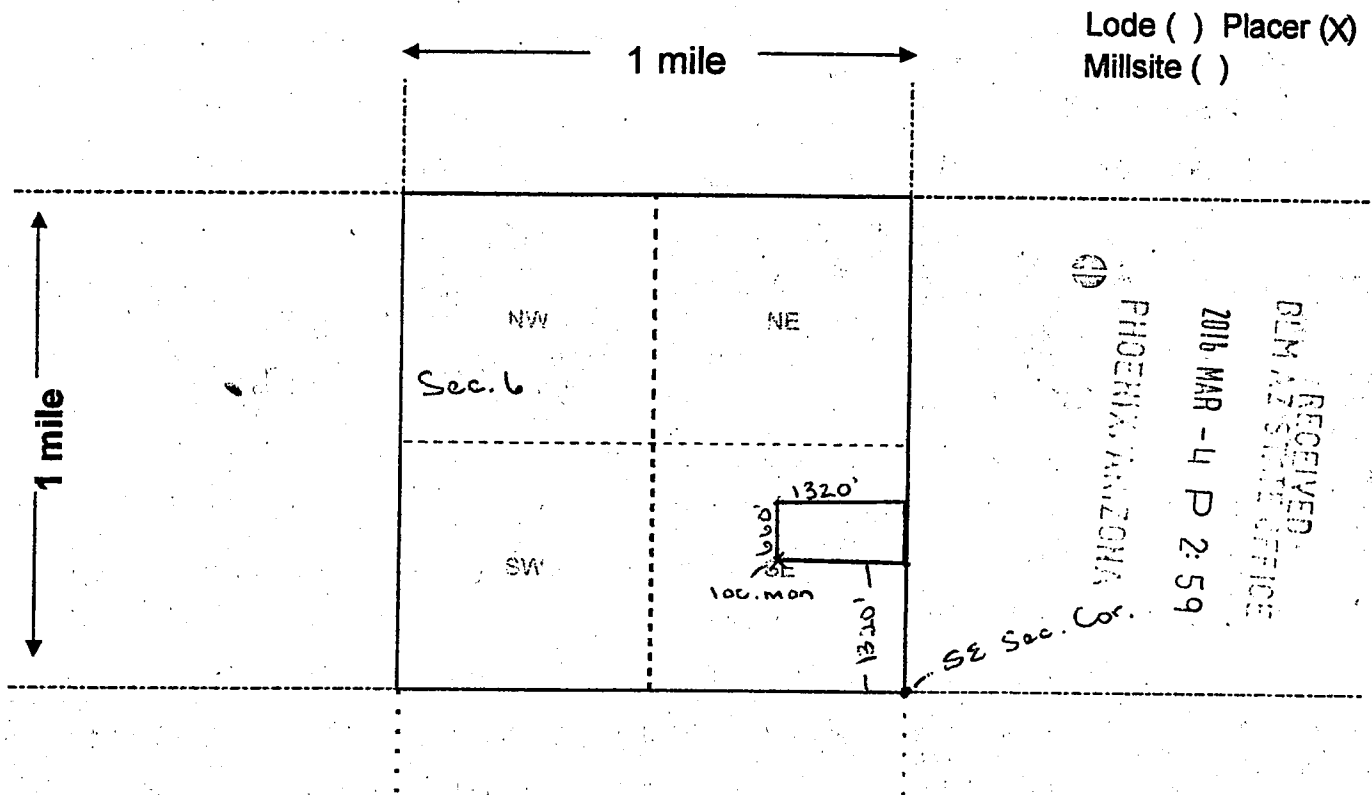 Lode ( ) Placer (X)
Millsite ( )
1 mile
1 mile
NW
NE
Sec. 6
1320'
660'
SW
SE
loc. mon
1320'
SE Sec. Cor.
RECEIVED
BLM AZ STATE OFFICE
2016 MAR -4 P 2:59
PHOENIX, ARIZONA